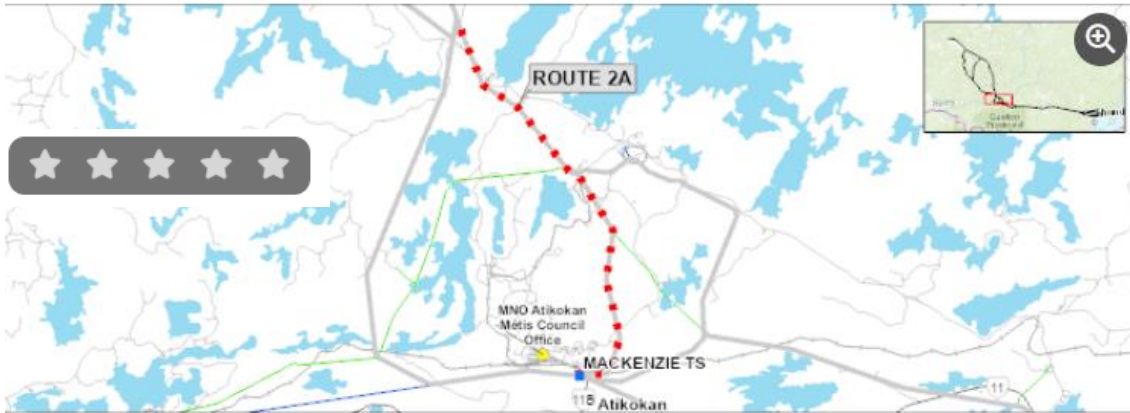 ROUTE 2A
MNO Atikokan
Métis Council
Office
MACKENZIE TS
11B
Atikokan
11